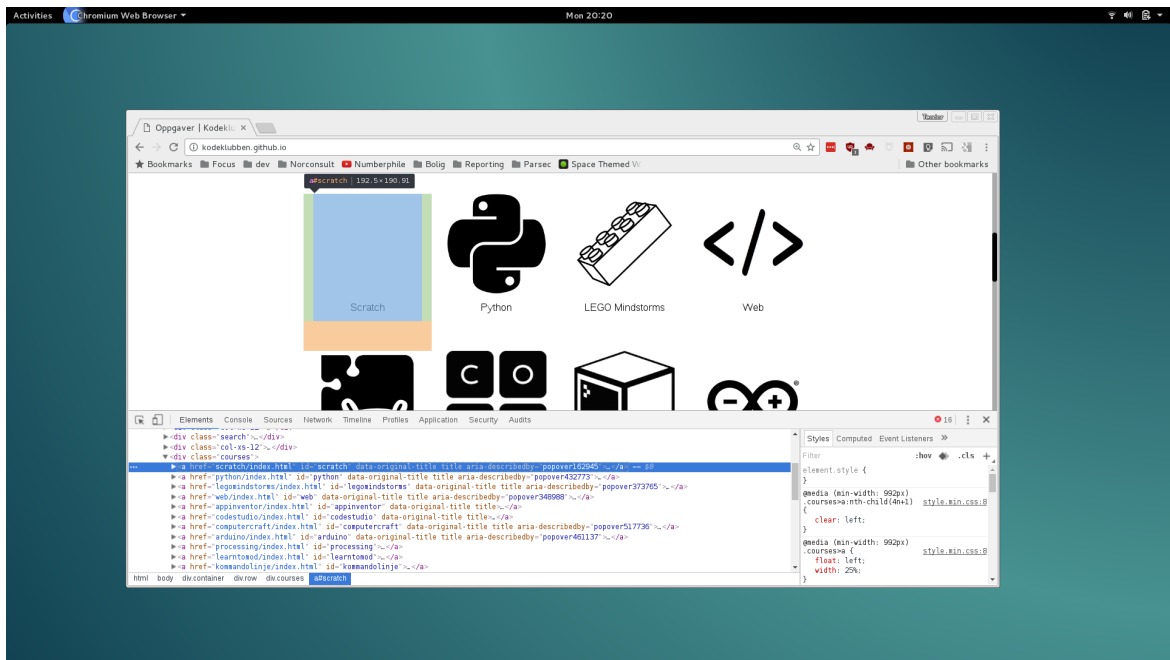 Activities Chromium Web Browser Mon 20:20
Oppgaver | Kodeklu
kodeklubben.github.io
Bookmarks Focus dev Norconsult Numberphile Bolig Reporting Parsec Space Themed W Other bookmarks
a#scratch | 192.5×190.91
Scratch Python LEGO Mindstorms Web
C O
Elements Console Sources Network Timeline Profiles Application Security Audits 16
<div class="search">…</div>
<div class="col-xs-12">…</div>
<div class="courses">
<a href="scratch/index.html" id="scratch" data-original-title title aria-describedby="popover162945">…</a> == $0
<a href="python/index.html" id="python" data-original-title title aria-describedby="popover432773">…</a>
<a href="legomindstorms/index.html" id="legomindstorms" data-original-title title aria-describedby="popover373765">…</a>
<a href="web/index.html" id="web" data-original-title title aria-describedby="popover348988">…</a>
<a href="appinventor/index.html" id="appinventor" data-original-title title>…</a>
<a href="codestudio/index.html" id="codestudio" data-original-title title>…</a>
<a href="computercraft/index.html" id="computercraft" data-original-title title aria-describedby="popover517736">…</a>
<a href="arduino/index.html" id="arduino" data-original-title title aria-describedby="popover461137">…</a>
<a href="processing/index.html" id="processing">…</a>
<a href="learntomod/index.html" id="learntomod">…</a>
<a href="kommandolinje/index.html" id="kommandolinje">…</a>
html body div.container div.row div.courses a#scratch
Styles Computed Event Listeners »
Filter :hov .cls +
element.style {
}
@media (min-width: 992px)
.courses>a:nth-child(4n+1) style.min.css:8
{
clear: left;
}
@media (min-width: 992px)
.courses>a { style.min.css:8
float: left;
width: 25%;
}